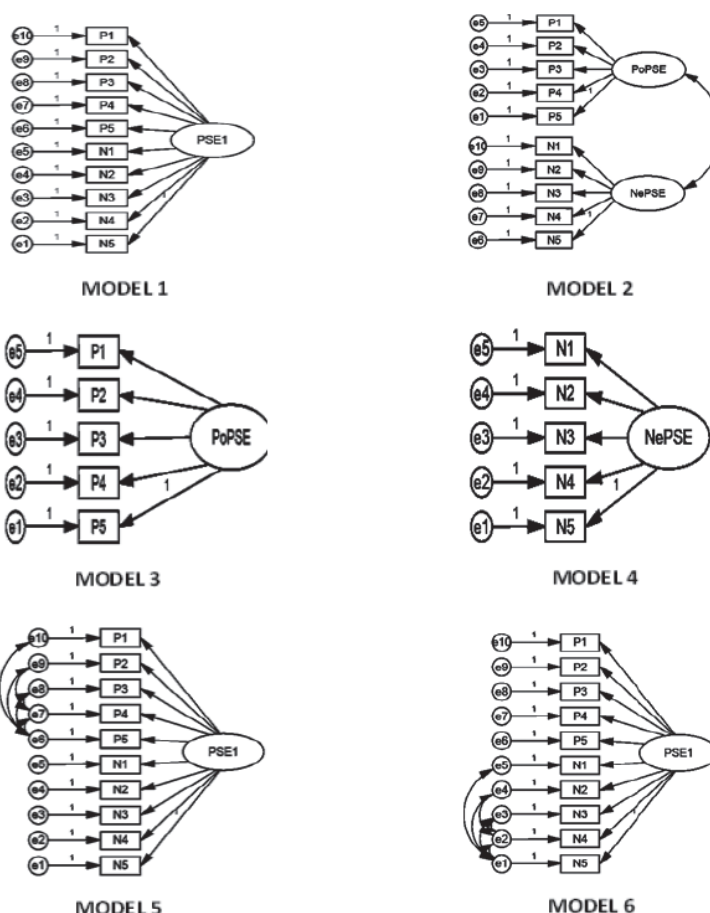 e10 1 P1
e9 1 P2
e8 1 P3
e7 1 P4
e6 1 P5
e5 1 N1
e4 1 N2
e3 1 N3
e2 1 N4
e1 1 N5
PSE1
1
MODEL 1
e5 1 P1
e4 1 P2
e3 1 P3
e2 1 P4
e1 1 P5
PoPSE
1
e10 1 N1
e9 1 N2
e8 1 N3
e7 1 N4
e6 1 N5
NePSE
1
MODEL 2
e5 1 P1
e4 1 P2
e3 1 P3
e2 1 P4
e1 1 P5
PoPSE
1
MODEL 3
e5 1 N1
e4 1 N2
e3 1 N3
e2 1 N4
e1 1 N5
NePSE
1
MODEL 4
e10 1 P1
e9 1 P2
e8 1 P3
e7 1 P4
e6 1 P5
e5 1 N1
e4 1 N2
e3 1 N3
e2 1 N4
e1 1 N5
PSE1
1
MODEL 5
e10 1 P1
e9 1 P2
e8 1 P3
e7 1 P4
e6 1 P5
e5 1 N1
e4 1 N2
e3 1 N3
e2 1 N4
e1 1 N5
PSE1
1
MODEL 6